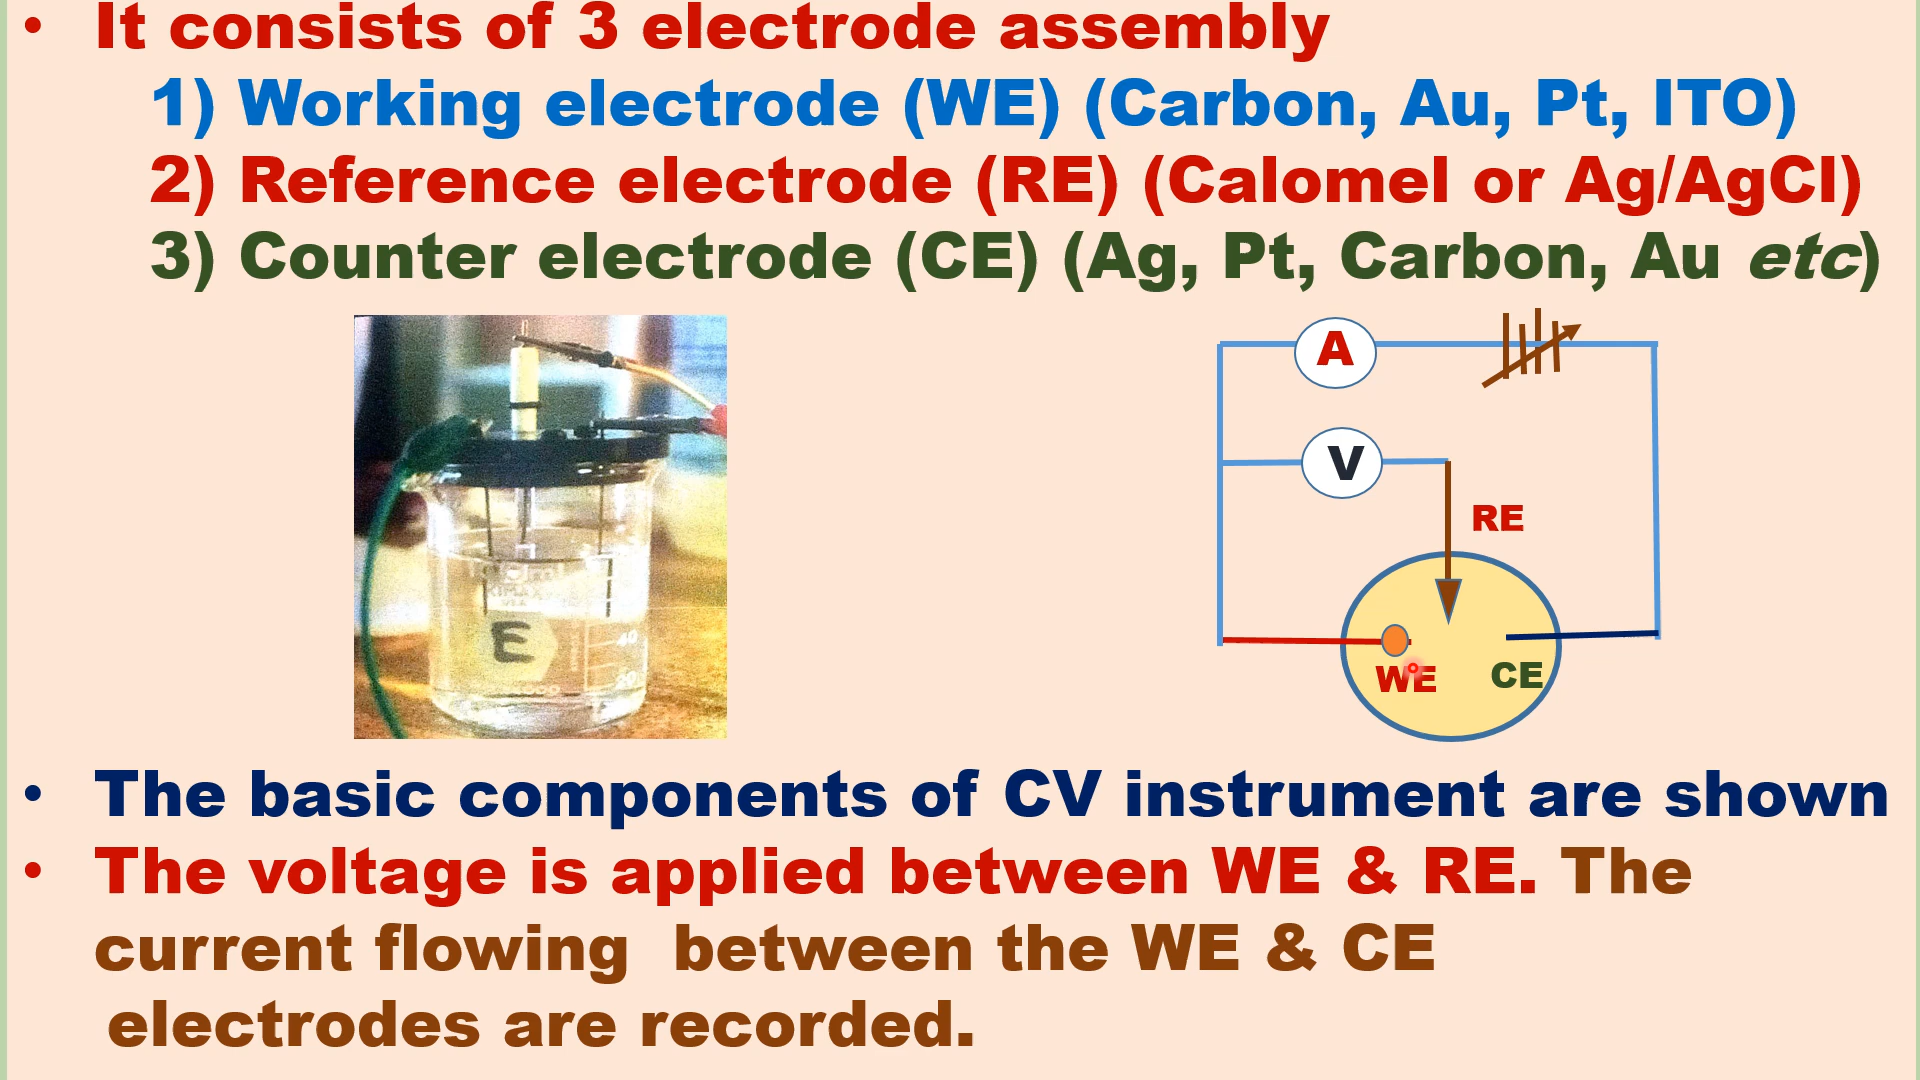 • It consists of 3 electrode assembly
1) Working electrode (WE) (Carbon, Au, Pt, ITO)
2) Reference electrode (RE) (Calomel or Ag/AgCl)
3) Counter electrode (CE) (Ag, Pt, Carbon, Au etc)
A
V
RE
WE
CE
E
40
20
• The basic components of CV instrument are shown
• The voltage is applied between WE & RE. The
current flowing between the WE & CE
electrodes are recorded.